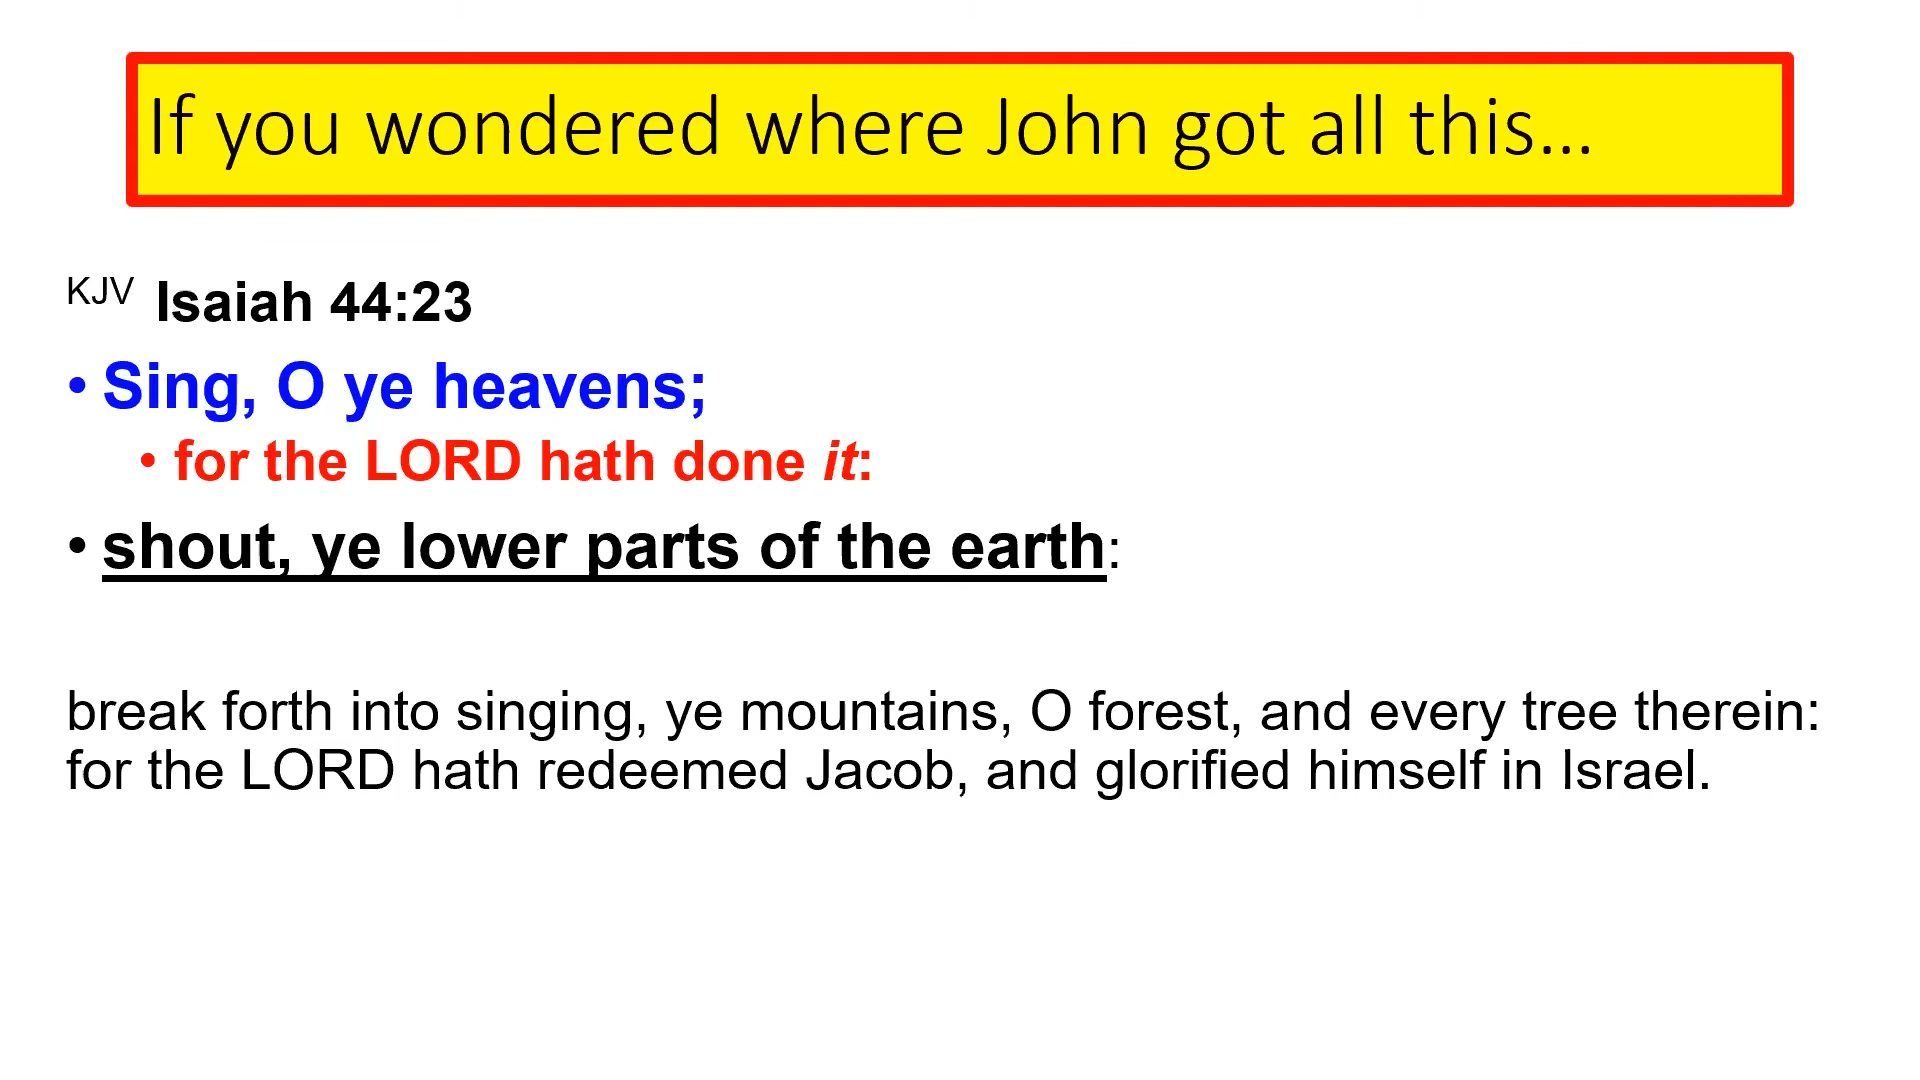 If you wondered where John got all this...
KJV Isaiah 44:23
• Sing, O ye heavens;
• for the LORD hath done it:
• shout, ye lower parts of the earth:
break forth into singing, ye mountains, O forest, and every tree therein:
for the LORD hath redeemed Jacob, and glorified himself in Israel.